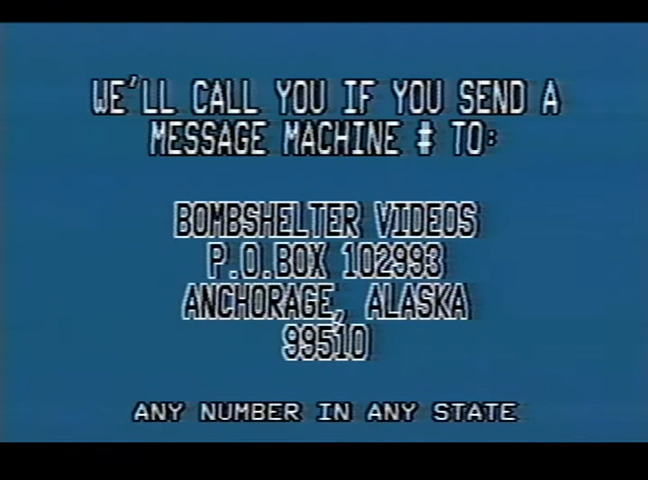 WE'LL CALL YOU IF YOU SEND A
MESSAGE MACHINE # TO:
BOMBSHELTER VIDEOS
P.O.BOX 102993
ANCHORAGE, ALASKA
99510
ANY NUMBER IN ANY STATE